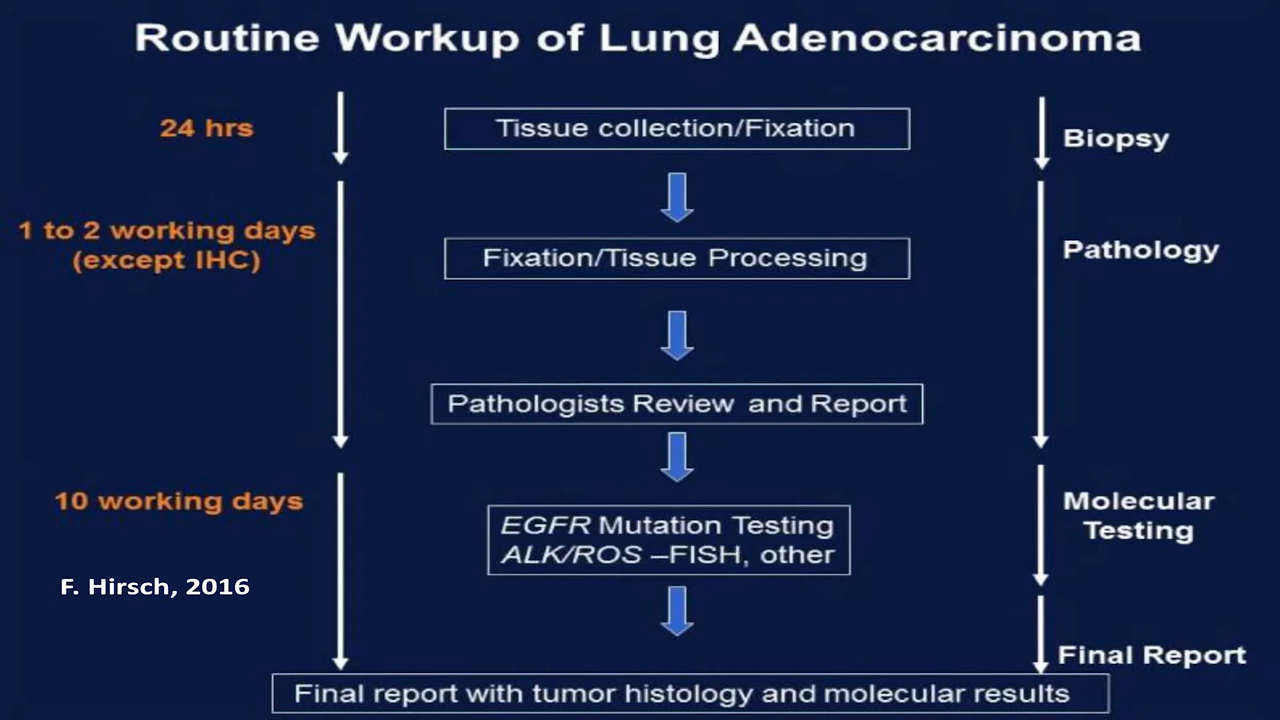 Routine Workup of Lung Adenocarcinoma
24 hrs
Tissue collection/Fixation
Biopsy
1 to 2 working days
(except IHC)
Fixation/Tissue Processing
Pathology
Pathologists Review and Report
10 working days
EGFR Mutation Testing
ALK/ROS –FISH, other
Molecular
Testing
F. Hirsch, 2016
Final Report
Final report with tumor histology and molecular results